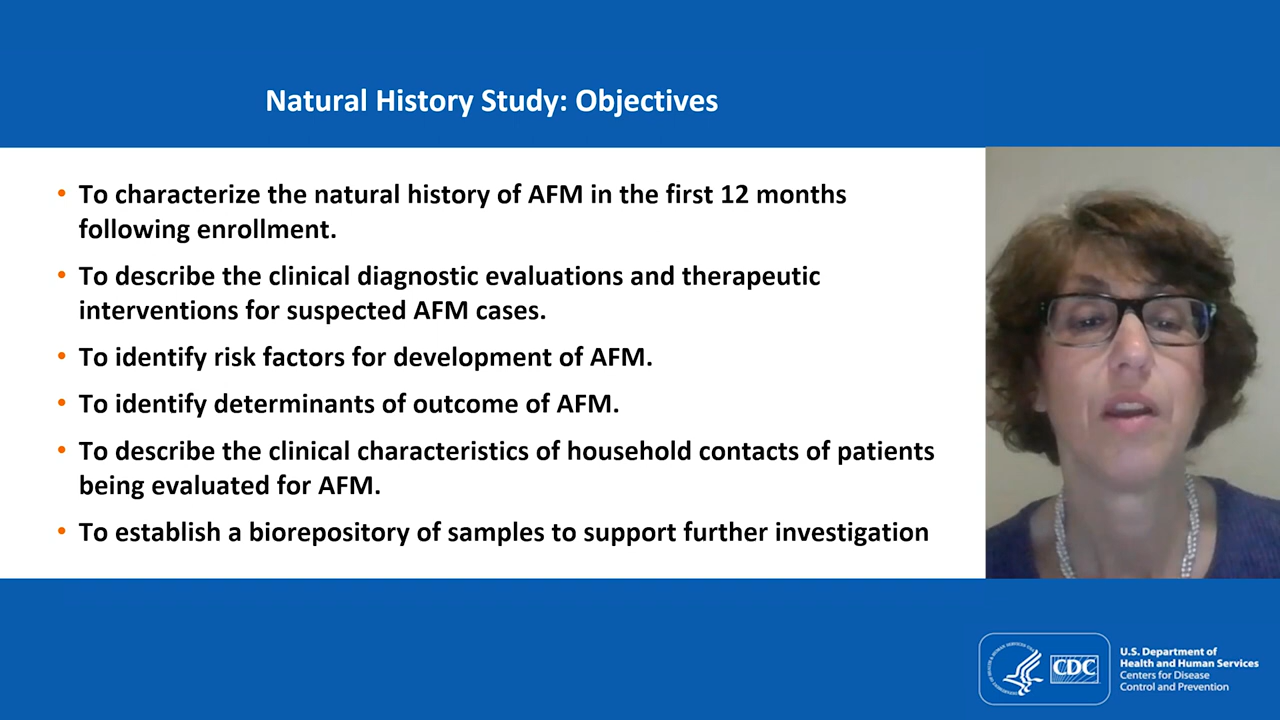 Natural History Study: Objectives
• To characterize the natural history of AFM in the first 12 months
following enrollment.
• To describe the clinical diagnostic evaluations and therapeutic
interventions for suspected AFM cases.
• To identify risk factors for development of AFM.
• To identify determinants of outcome of AFM.
• To describe the clinical characteristics of household contacts of patients
being evaluated for AFM.
• To establish a biorepository of samples to support further investigation
CDC
U.S. Department of
Health and Human Services
Centers for Disease
Control and Prevention